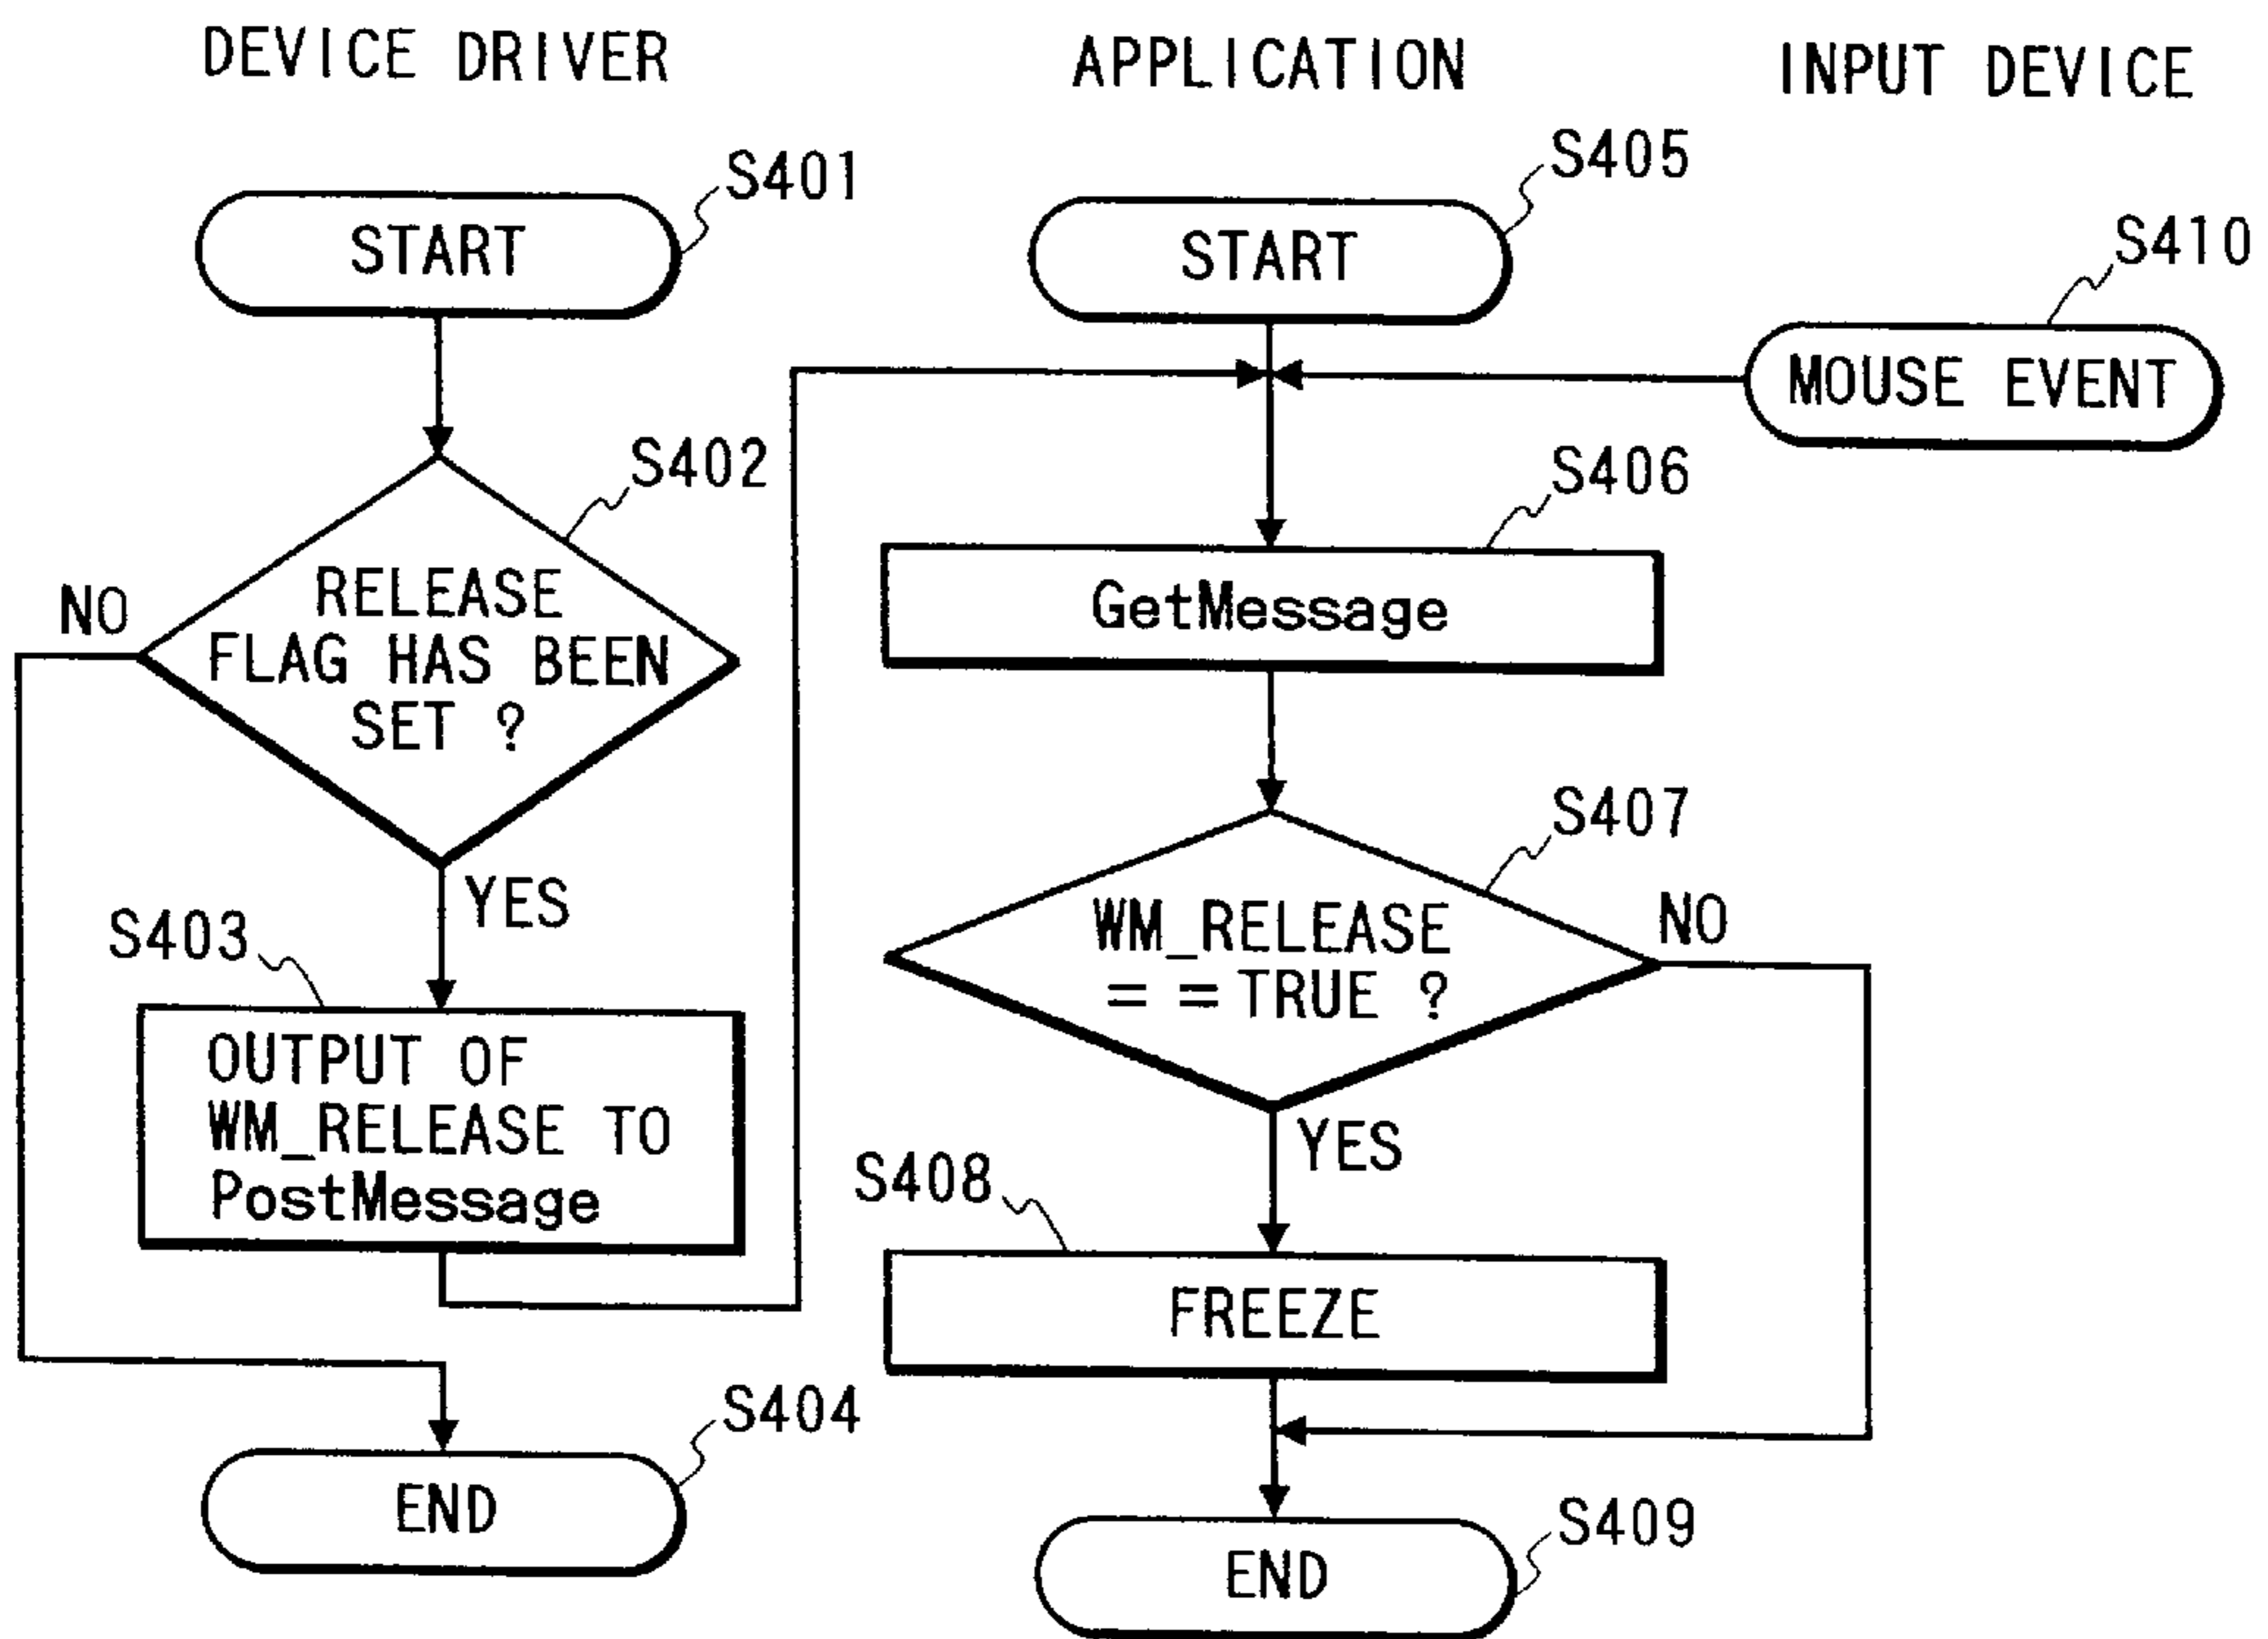 DEVICE DRIVER
S401
START
S402
RELEASE
FLAG HAS BEEN
SET ?
NO
YES
S403
OUTPUT OF
WM_RELEASE TO
PostMessage
S404
END
APPLICATION
S405
START
S406
GetMessage
S407
WM_RELEASE
= = TRUE ?
NO
YES
S408
FREEZE
S409
END
INPUT DEVICE
S410
MOUSE EVENT